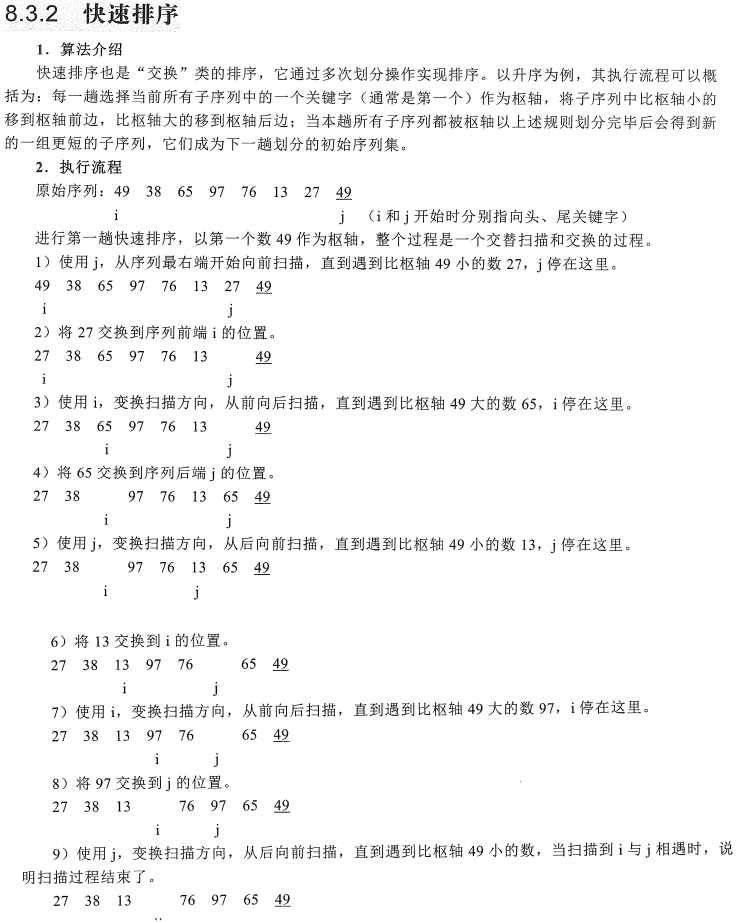 8.3.2 快速排序
1．算法介绍
快速排序也是“交换”类的排序，它通过多次划分操作实现排序。以升序为例，其执行流程可以概
括为：每一趟选择当前所有子序列中的一个关键字（通常是第一个）作为枢轴，将子序列中比枢轴小的
移到枢轴前边，比枢轴大的移到枢轴后边；当本趟所有子序列都被枢轴以上述规则划分完毕后会得到新
的一组更短的子序列，它们成为下一趟划分的初始序列集。
2．执行流程
原始序列：49 38 65 97 76 13 27 49
i j （i 和 j 开始时分别指向头、尾关键字）
进行第一趟快速排序，以第一个数 49 作为枢轴，整个过程是一个交替扫描和交换的过程。
1）使用 j，从序列最右端开始向前扫描，直到遇到比枢轴 49 小的数 27，j 停在这里。
49 38 65 97 76 13 27 49
i j
2）将 27 交换到序列前端 i 的位置。
27 38 65 97 76 13 49
i j
3）使用 i，变换扫描方向，从前向后扫描，直到遇到比枢轴 49 大的数 65，i 停在这里。
27 38 65 97 76 13 49
i j
4）将 65 交换到序列后端 j 的位置。
27 38 97 76 13 65 49
i j
5）使用 j，变换扫描方向，从后向前扫描，直到遇到比枢轴 49 小的数 13，j 停在这里。
27 38 97 76 13 65 49
i j
6）将 13 交换到 i 的位置。
27 38 13 97 76 65 49
i j
7）使用 i，变换扫描方向，从前向后扫描，直到遇到比枢轴 49 大的数 97，i 停在这里。
27 38 13 97 76 65 49
i j
8）将 97 交换到 j 的位置。
27 38 13 76 97 65 49
i j
9）使用 j，变换扫描方向，从后向前扫描，直到遇到比枢轴 49 小的数，当扫描到 i 与 j 相遇时，说
明扫描过程结束了。
27 38 13 76 97 65 49